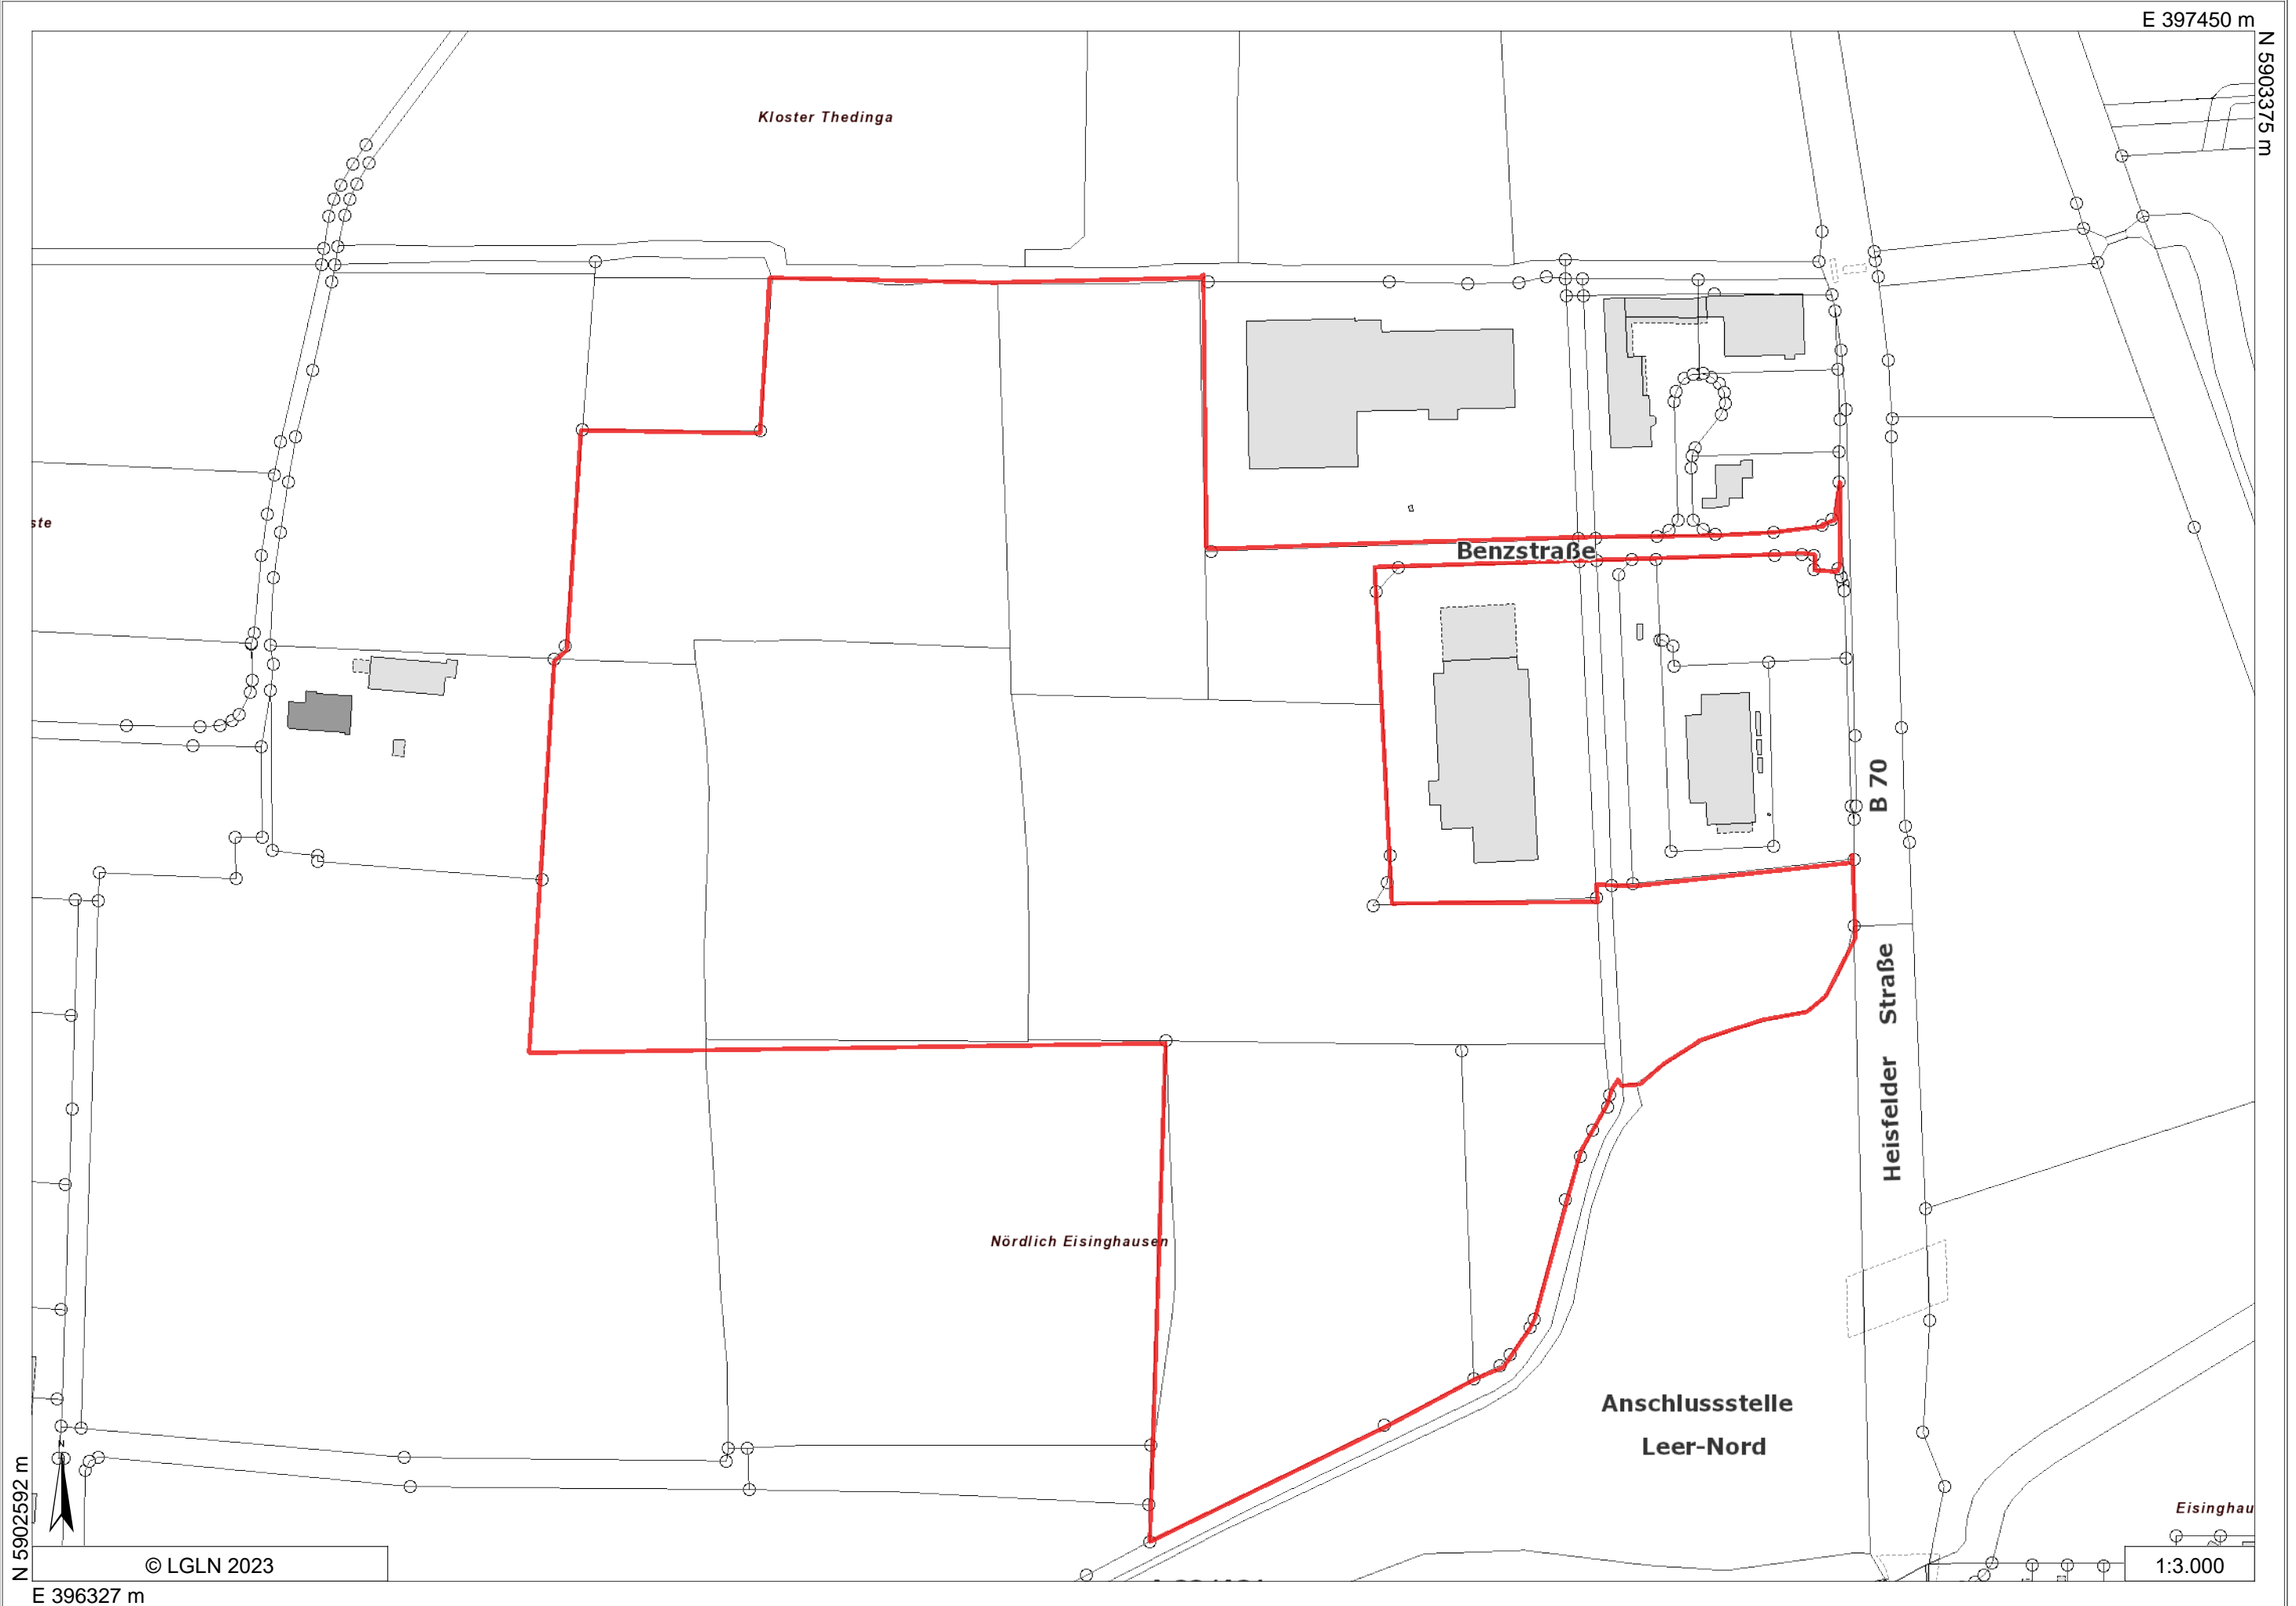 E 397450 m
N 5903375 m
Kloster Thedinga
ste
Benzstraße
B 70
Heisfelder Straße
Nördlich Eisinghausen
Anschlussstelle
Leer-Nord
Eisinghau
N
N 5902592 m
© LGLN 2023
1:3.000
E 396327 m